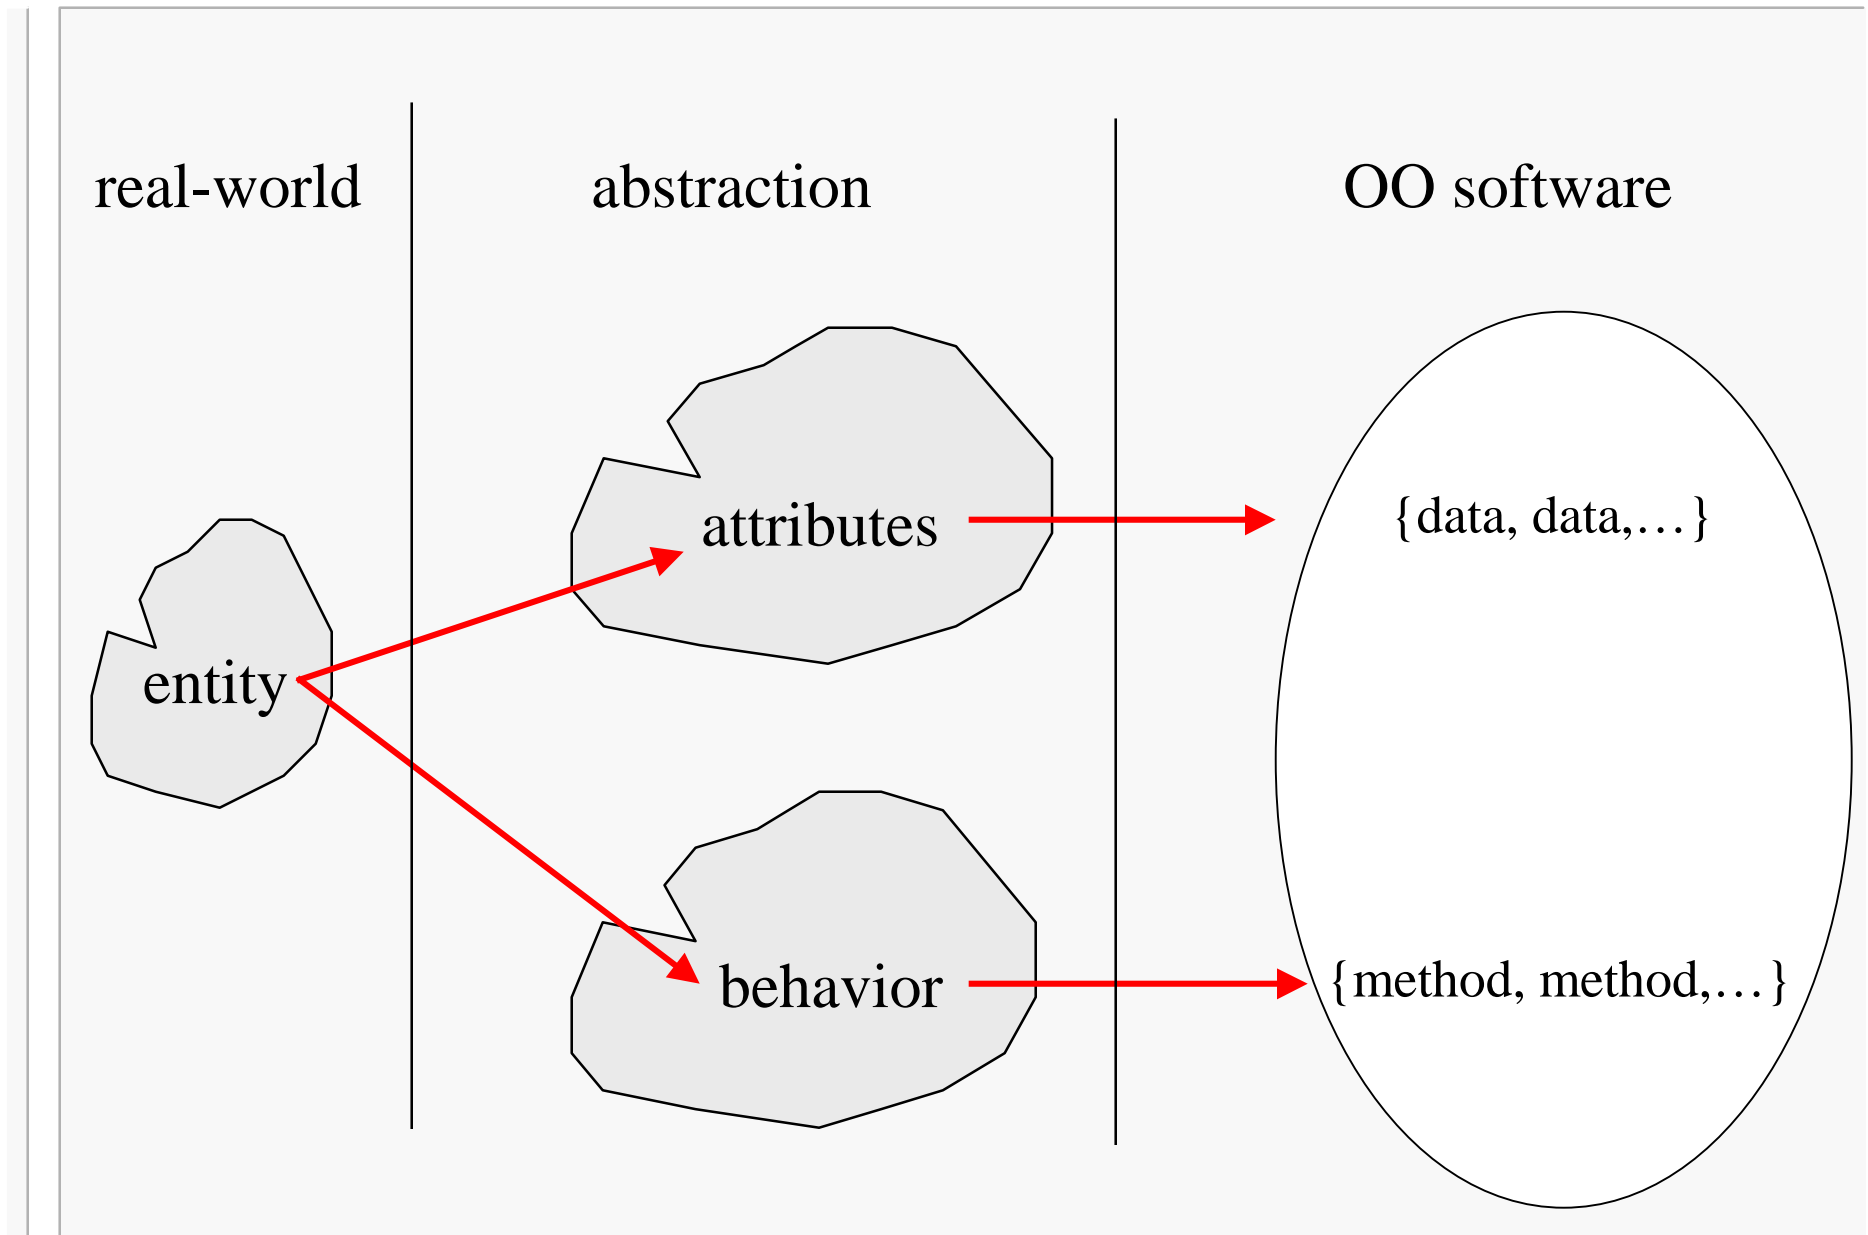 real-world
abstraction
OO software
attributes
{data, data,…}
entity
behavior
{method, method,…}